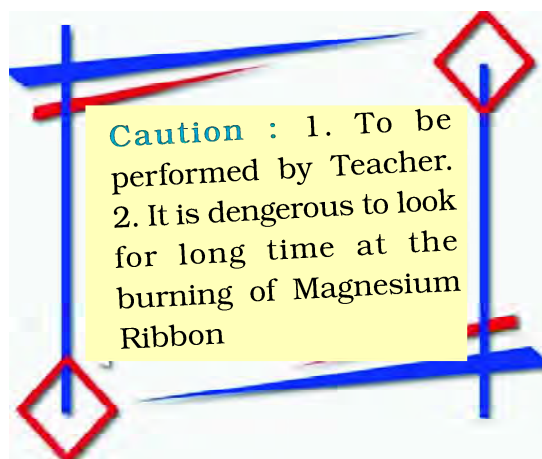 Caution : 1. To be
performed by Teacher.
2. It is dengerous to look
for long time at the
burning of Magnesium
Ribbon